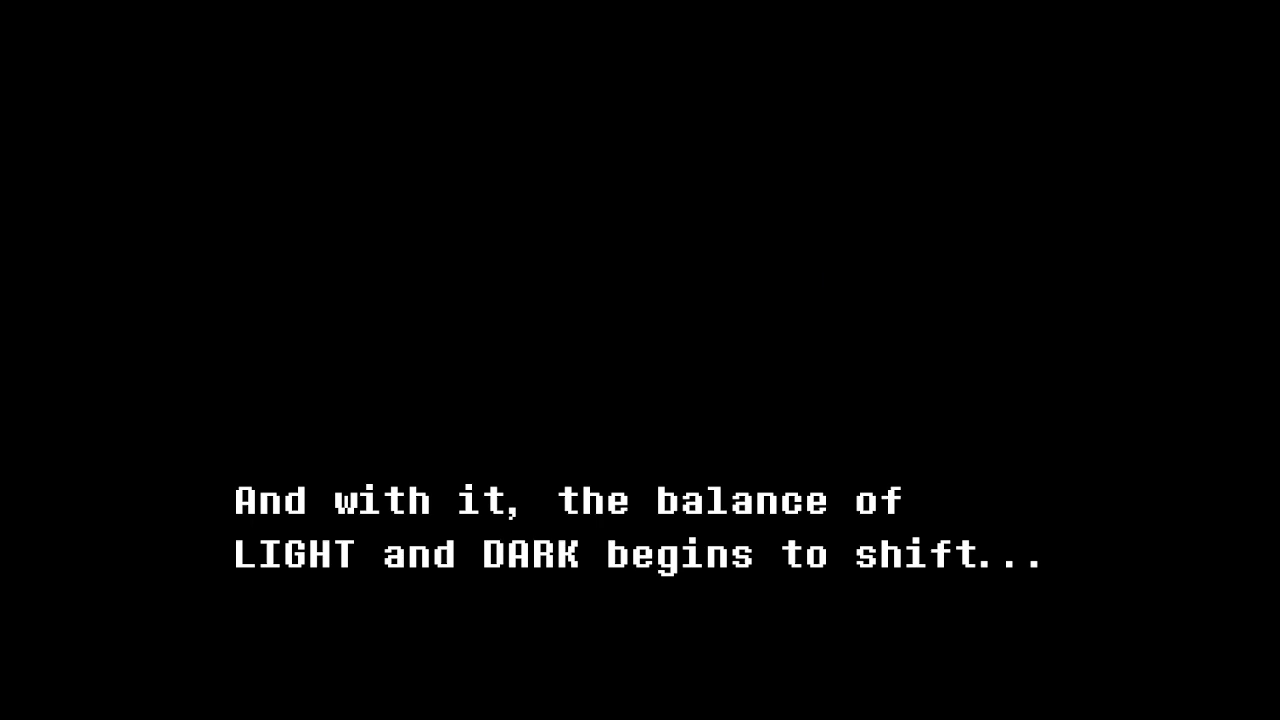 And with it, the balance of
LIGHT and DARK begins to shift...